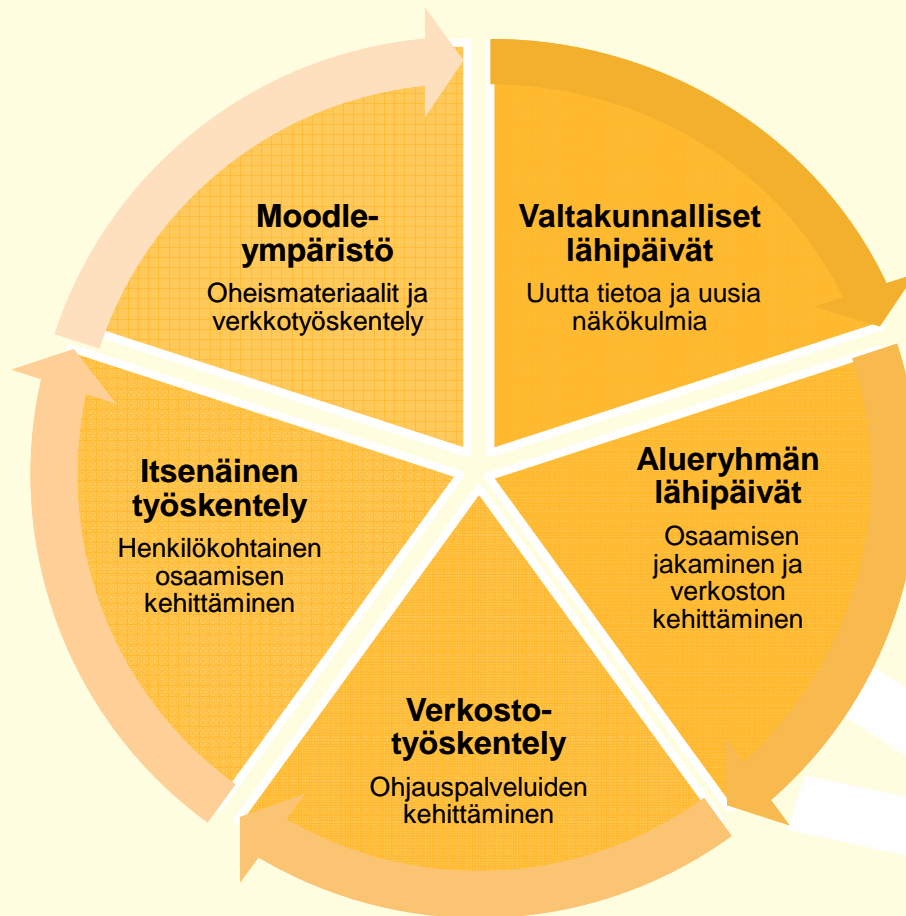 Moodle-
ympäristö
Oheismateriaalit ja
verkkotyöskentely
Valtakunnalliset
lähipäivät
Uutta tietoa ja uusia
näkökulmia
Alueryhmän
lähipäivät
Osaamisen
jakaminen ja
verkoston
kehittäminen
Verkosto-
työskentely
Ohjauspalveluiden
kehittäminen
Itsenäinen
työskentely
Henkilökohtainen
osaamisen
kehittäminen